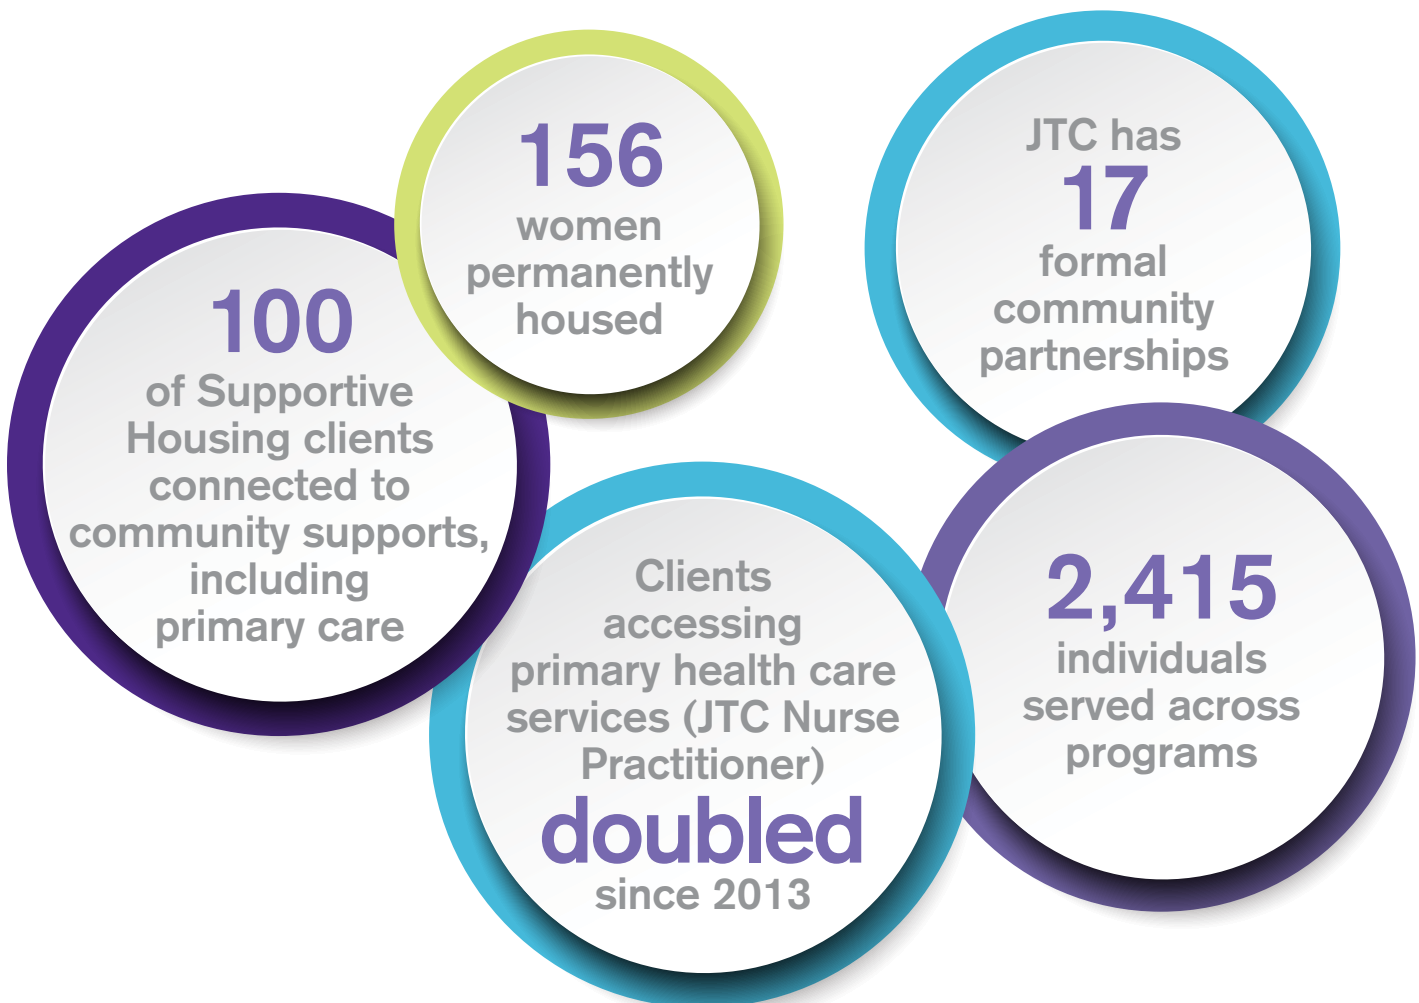 156
women
permanently
housed
JTC has
17
formal
community
partnerships
100
of Supportive
Housing clients
connected to
community supports,
including
primary care
Clients
accessing
primary health care
services (JTC Nurse
Practitioner)
doubled
since 2013
2,415
individuals
served across
programs